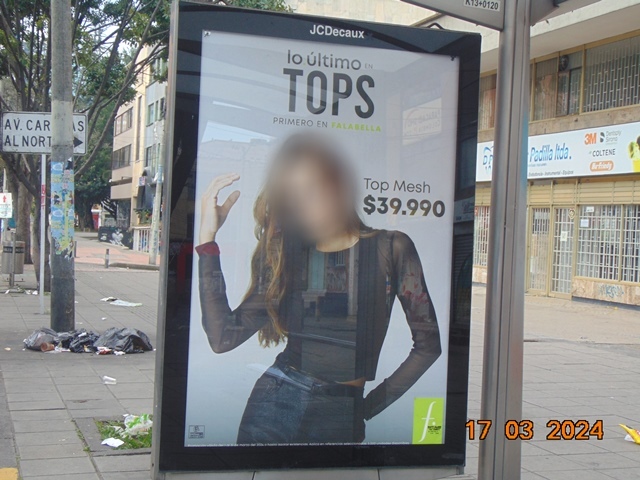 K13+0120
JCDecaux
lo último EN
TOPS
PRIMERO EN FALABELLA
Top Mesh
$39.990
AV. CAR
AL NORT
Padilla ltda.
3M
COLTENE
f
17 03 2024